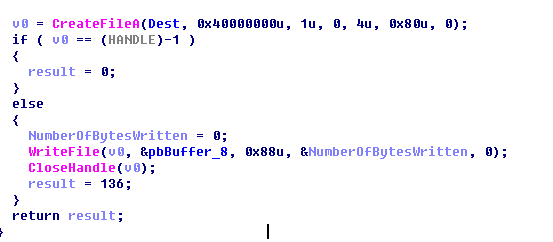 v0 = CreateFileA(Dest, 0x40000000u, 1u, 0, 4u, 0x80u, 0);
if ( v0 == (HANDLE)-1 )
{
result = 0;
}
else
{
NumberOfBytesWritten = 0;
WriteFile(v0, &pbBuffer_8, 0x88u, &NumberOfBytesWritten, 0);
CloseHandle(v0);
result = 136;
}
return result;
}